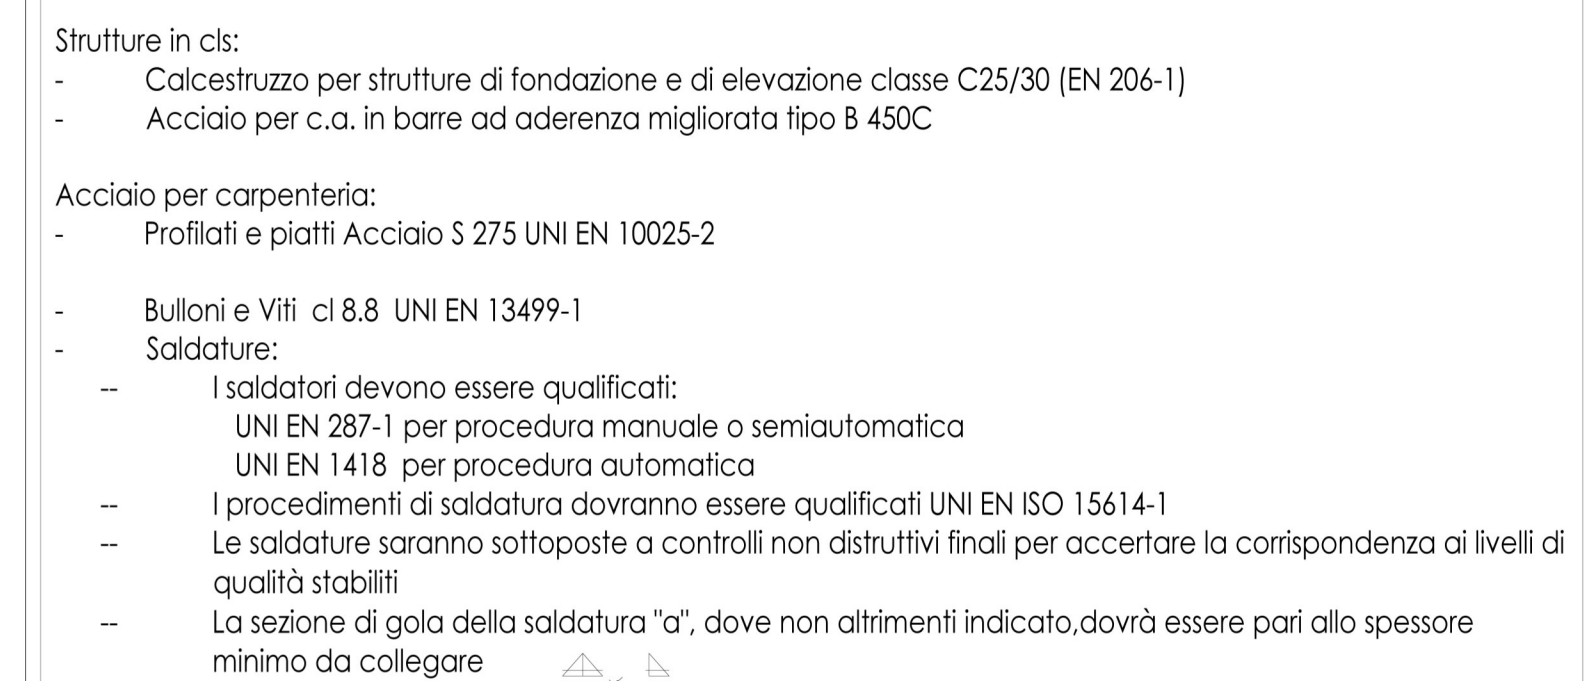 Strutture in cls:
- Calcestruzzo per strutture di fondazione e di elevazione classe C25/30 (EN 206-1)
- Acciaio per c.a. in barre ad aderenza migliorata tipo B 450C
Acciaio per carpenteria:
- Profilati e piatti Acciaio S 275 UNI EN 10025-2
- Bulloni e Viti cl 8.8 UNI EN 13499-1
- Saldature:
-- I saldatori devono essere qualificati:
UNI EN 287-1 per procedura manuale o semiautomatica
UNI EN 1418 per procedura automatica
-- I procedimenti di saldatura dovranno essere qualificati UNI EN ISO 15614-1
-- Le saldature saranno sottoposte a controlli non distruttivi finali per accertare la corrispondenza ai livelli di
qualità stabiliti
-- La sezione di gola della saldatura "a", dove non altrimenti indicato,dovrà essere pari allo spessore
minimo da collegare